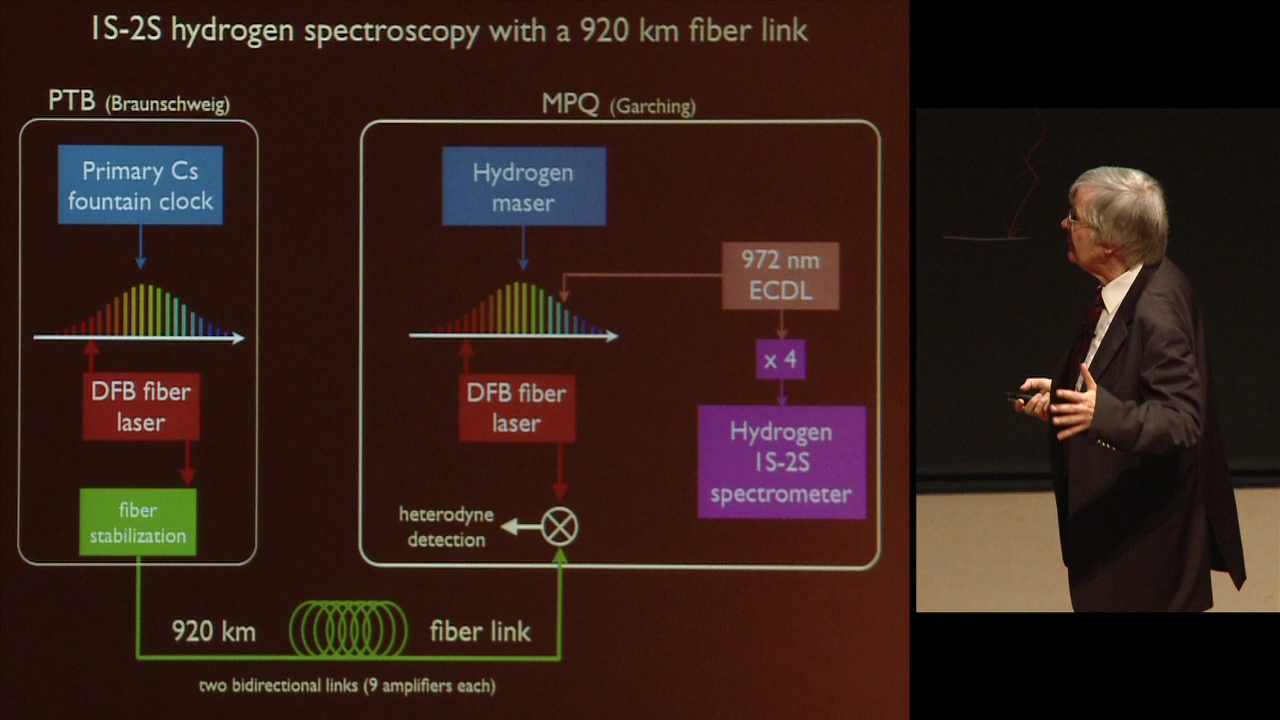 1S-2S hydrogen spectroscopy with a 920 km fiber link
PTB (Braunschweig)
Primary Cs
fountain clock
DFB fiber
laser
fiber
stabilization
MPQ (Garching)
Hydrogen
maser
972 nm
ECDL
x 4
DFB fiber
laser
Hydrogen
1S-2S
spectrometer
heterodyne
detection
920 km
fiber link
two bidirectional links (9 amplifiers each)